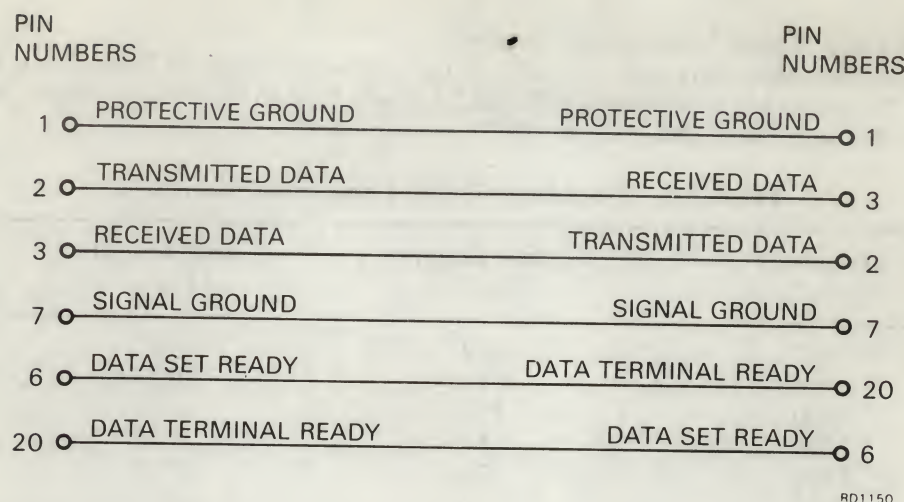 PIN
NUMBERS
PIN
NUMBERS
1 PROTECTIVE GROUND PROTECTIVE GROUND 1
2 TRANSMITTED DATA RECEIVED DATA 3
3 RECEIVED DATA TRANSMITTED DATA 2
7 SIGNAL GROUND SIGNAL GROUND 7
6 DATA SET READY DATA TERMINAL READY 20
20 DATA TERMINAL READY DATA SET READY 6
RD1150